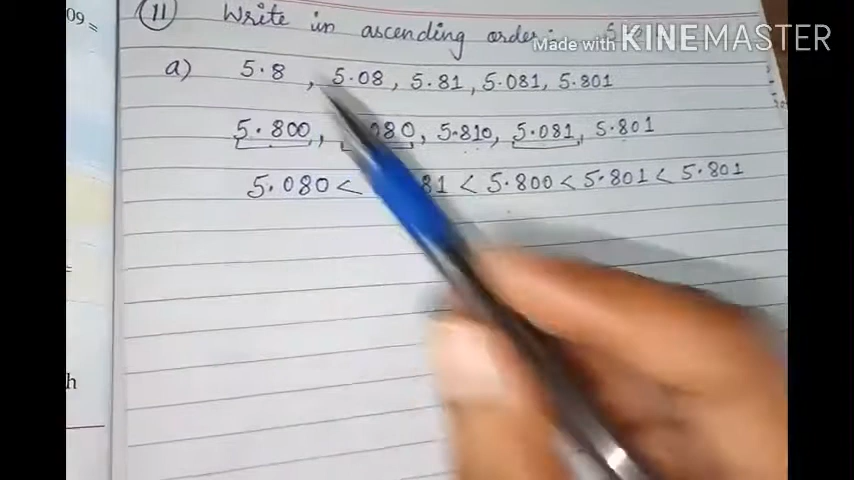 09 =
(11) Write in ascending order:- 5
Made with KINEMASTER
a) 5.8 , 5.08, 5.81, 5.081, 5.801
5.800, 080, 5.810, 5.081, 5.801
5.080 < 81 < 5.800 < 5.801 < 5.801
=
h